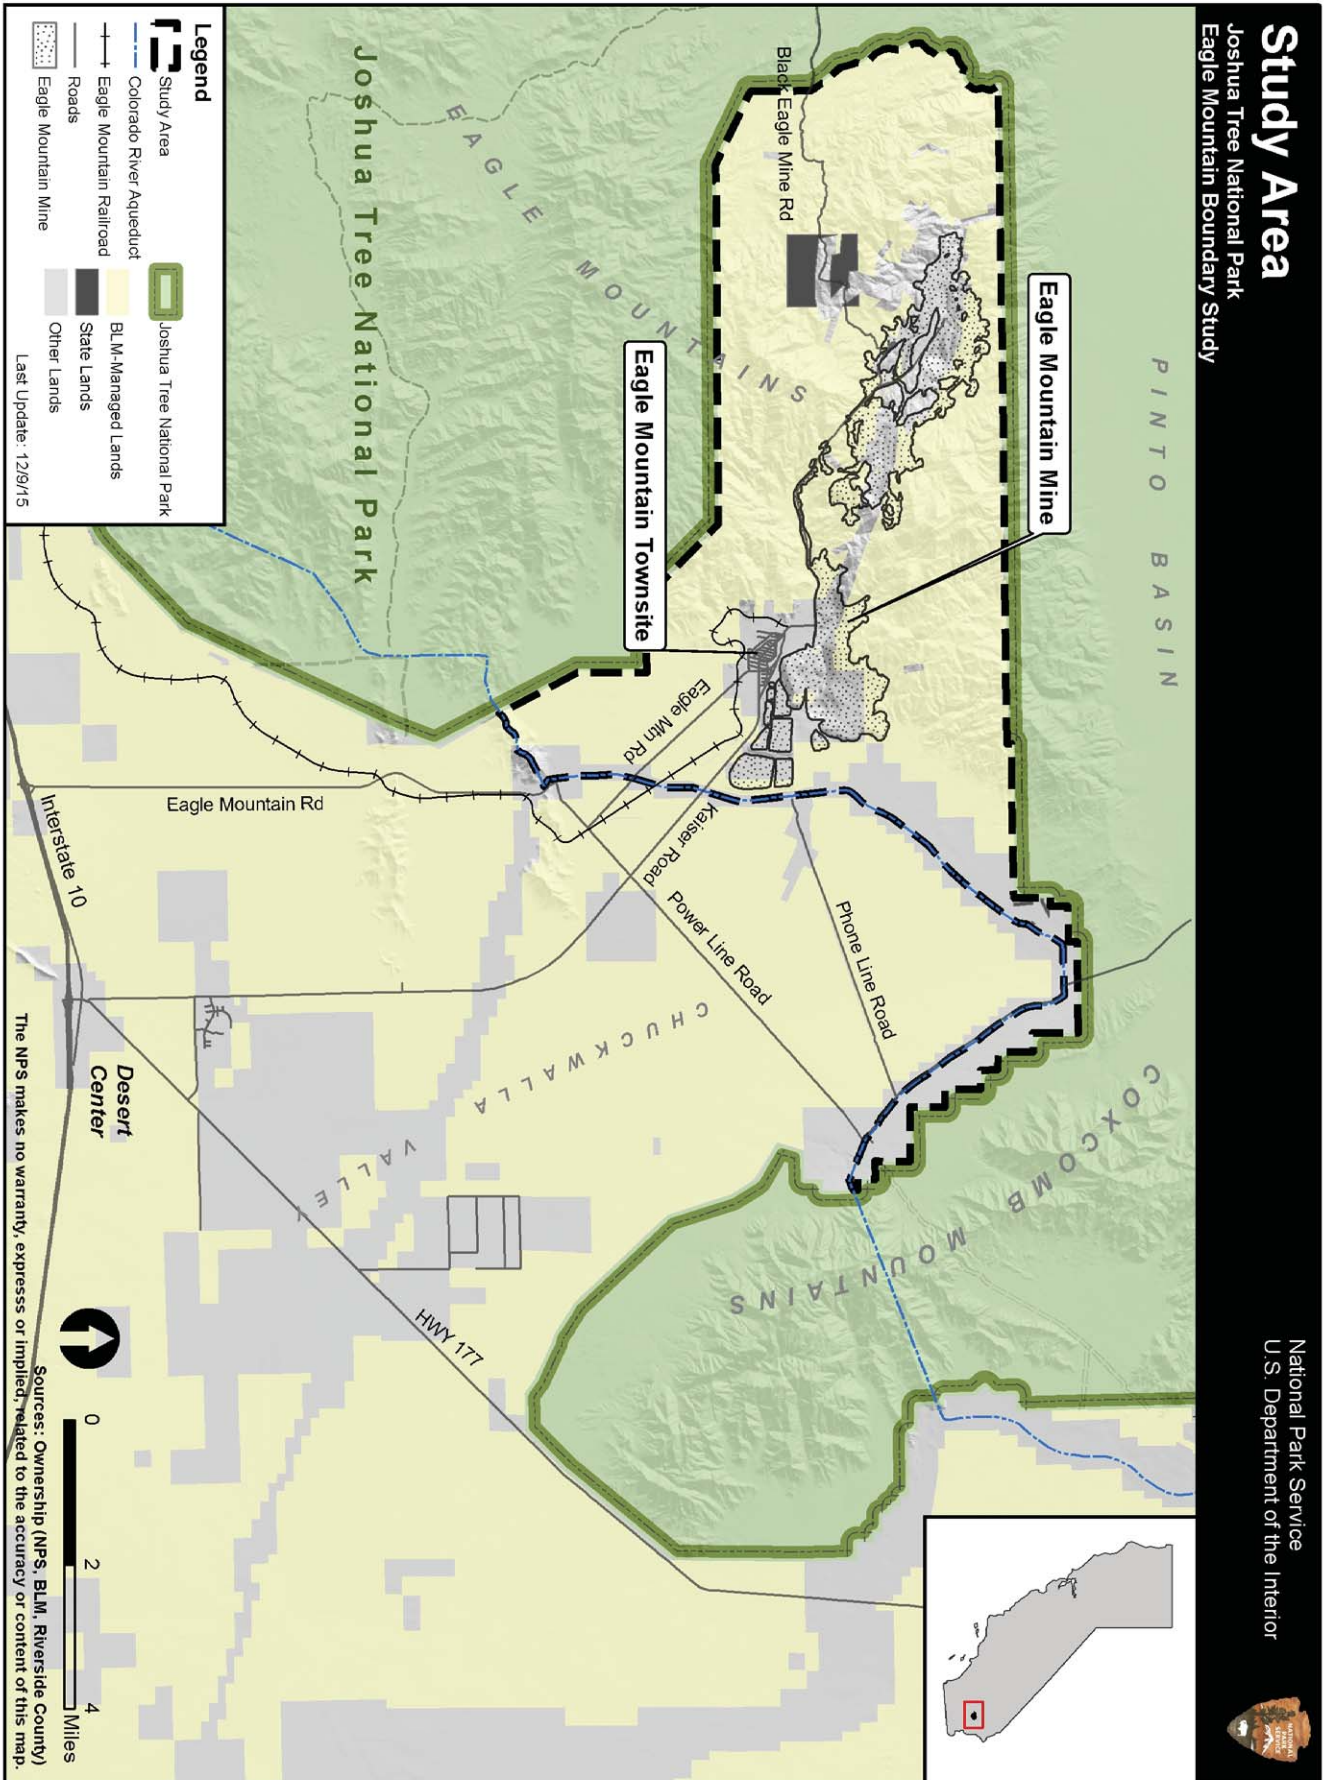 Study Area
Joshua Tree National Park
Eagle Mountain Boundary Study
National Park Service
U.S. Department of the Interior
NATIONAL
PARK
SERVICE
PINTO BASIN
Eagle Mountain Mine
Black Eagle Mine Rd
EAGLE MOUNTAINS
Joshua Tree National Park
Eagle Mountain Townsite
Eagle Mtn Rd
Kaiser Road
Power Line Road
Phone Line Road
COXCOMB MOUNTAINS
CHUCKWALLA VALLEY
Eagle Mountain Rd
Interstate 10
Desert
Center
HWY 177
Legend
Study Area
Colorado River Aqueduct
Eagle Mountain Railroad
Roads
Eagle Mountain Mine
Joshua Tree National Park
BLM-Managed Lands
State Lands
Other Lands
Last Update: 12/9/15
0 2 4
Miles
Sources: Ownership (NPS, BLM, Riverside County)
The NPS makes no warranty, express or implied, related to the accuracy or content of this map.